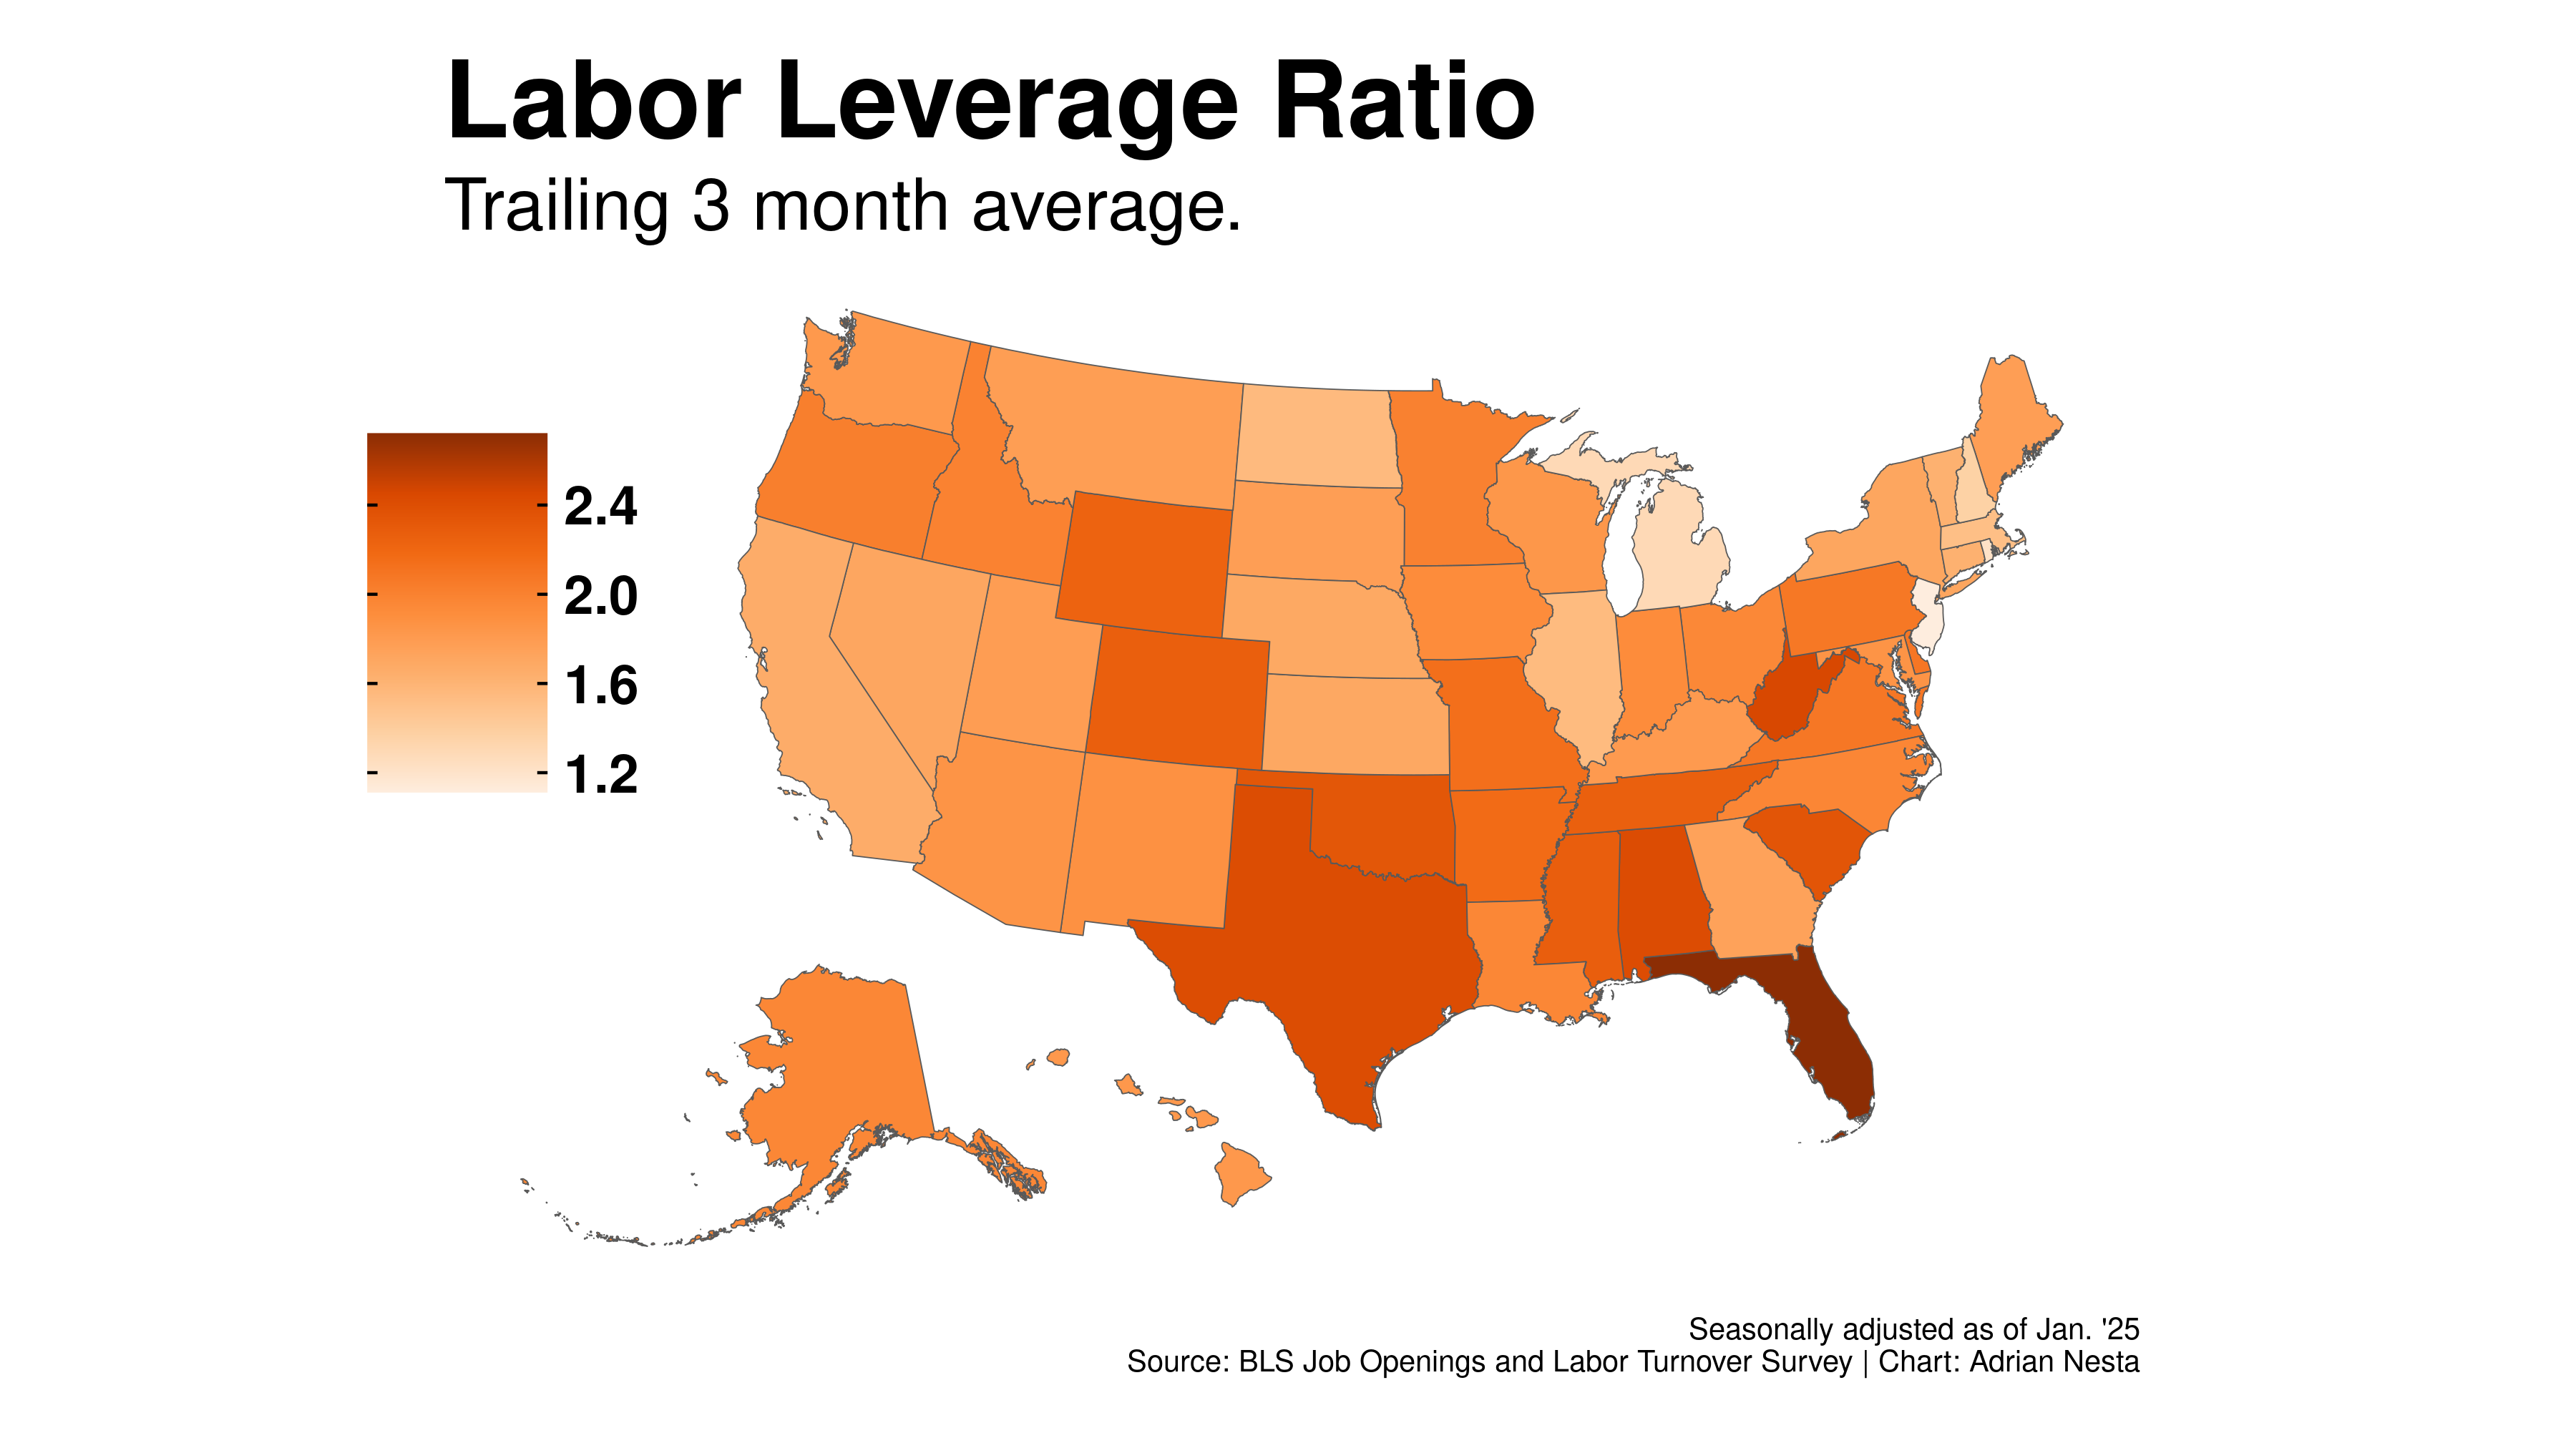 Labor Leverage Ratio
Trailing 3 month average.
2.4
2.0
1.6
1.2
Seasonally adjusted as of Jan. '25
Source: BLS Job Openings and Labor Turnover Survey | Chart: Adrian Nesta